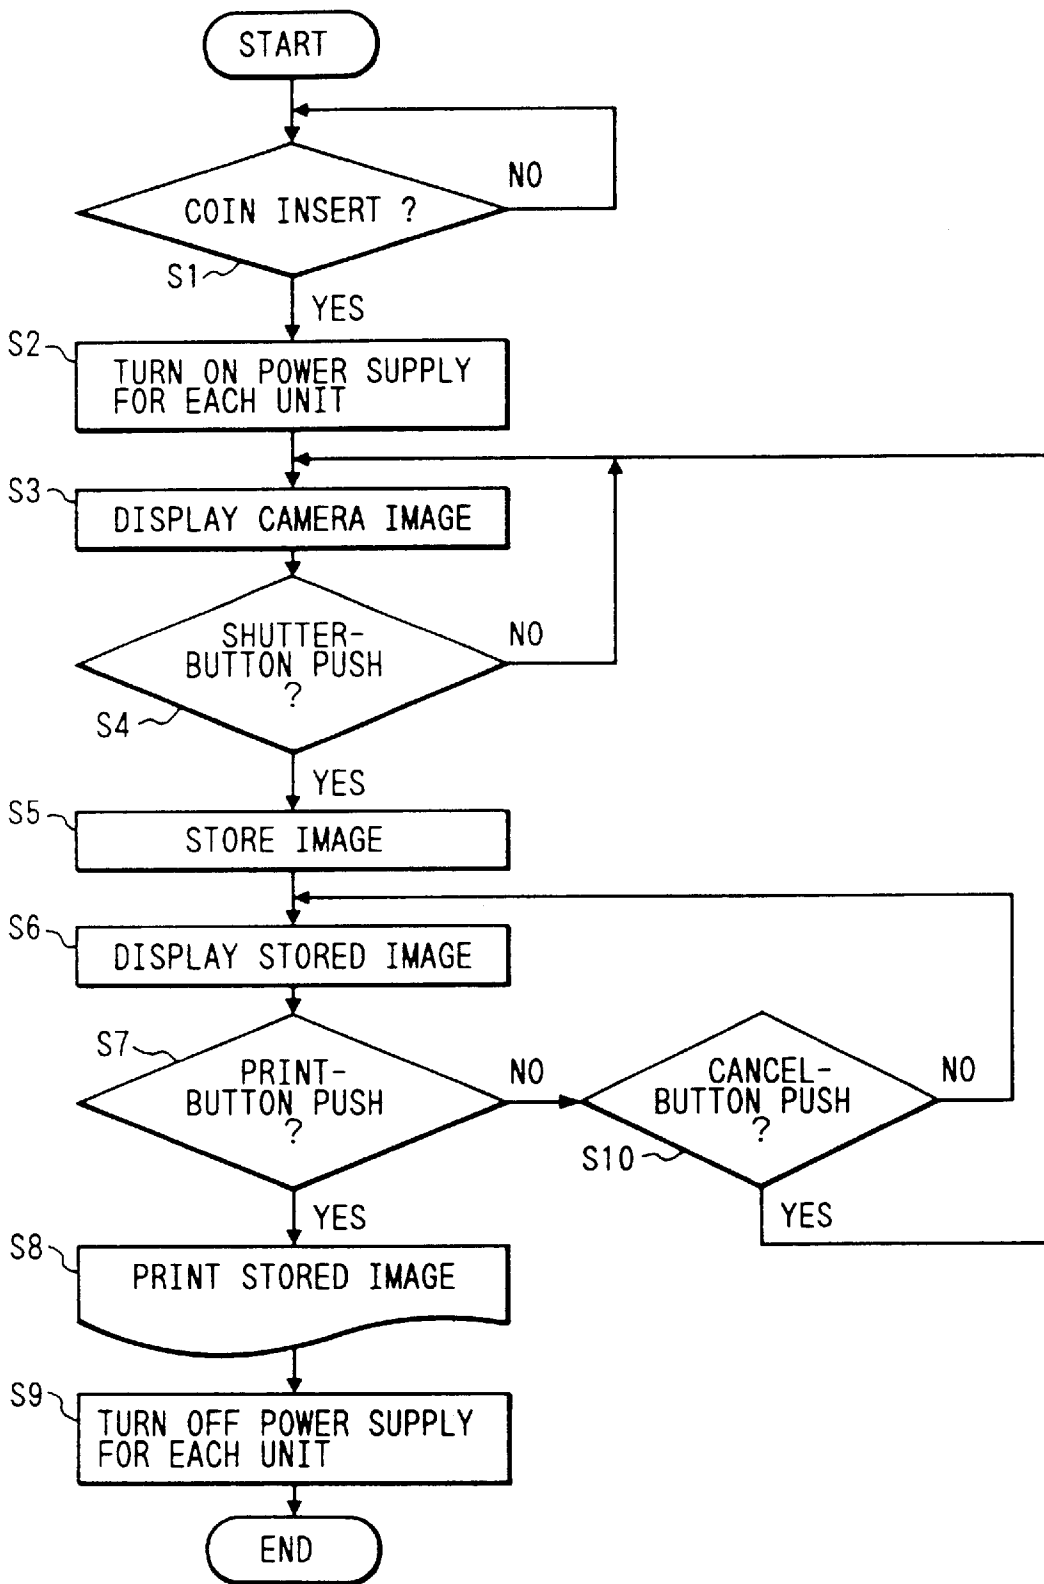 START
NO
COIN INSERT ?
S1
YES
S2
TURN ON POWER SUPPLY
FOR EACH UNIT
S3
DISPLAY CAMERA IMAGE
SHUTTER-
BUTTON PUSH
?
NO
S4
YES
S5
STORE IMAGE
S6
DISPLAY STORED IMAGE
S7
PRINT-
BUTTON PUSH
?
NO
CANCEL-
BUTTON PUSH
?
NO
S10
YES
YES
S8
PRINT STORED IMAGE
S9
TURN OFF POWER SUPPLY
FOR EACH UNIT
END